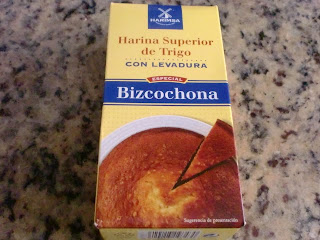 HARIMSA
Harina Superior
de Trigo
CON LEVADURA
ESPECIAL
Bizcochona
Sugerencia de presentación